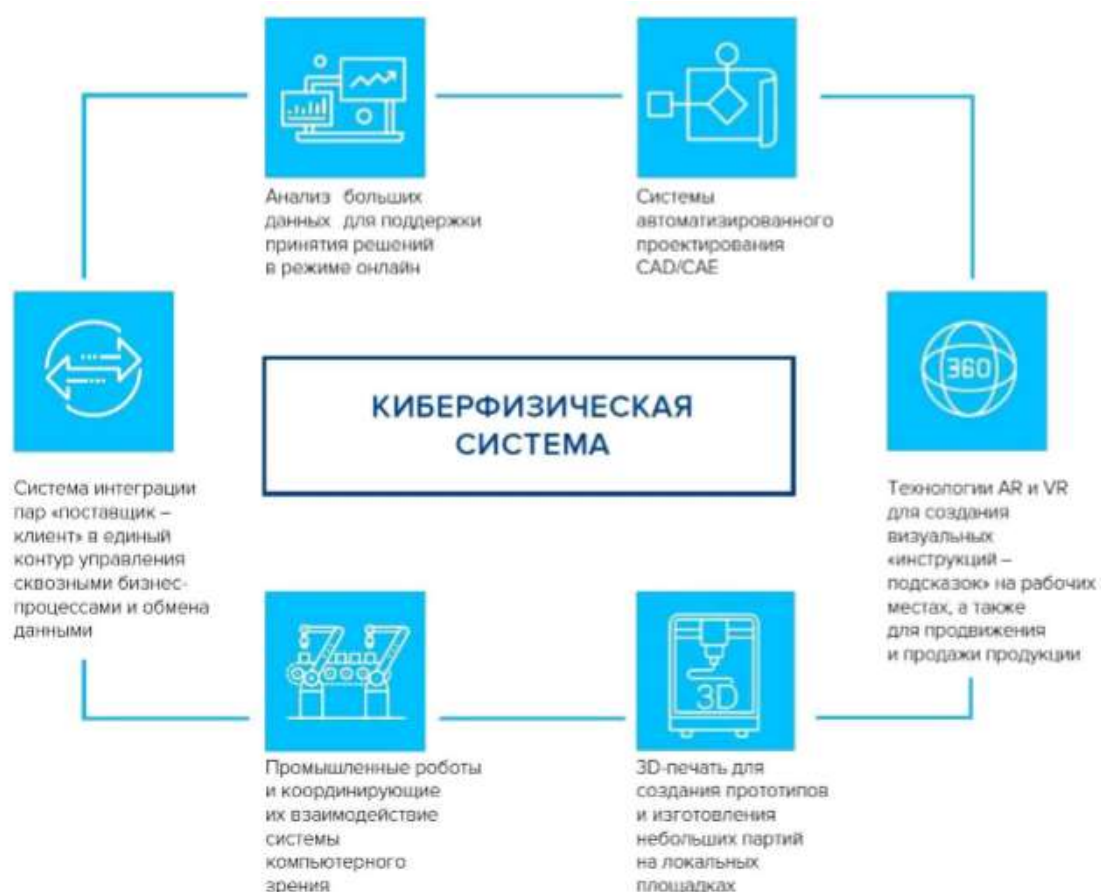 Анализ больших
данных для поддержки
принятия решений
в режиме онлайн
Системы
автоматизированного
проектирования
CAD/CAE
КИБЕРФИЗИЧЕСКАЯ
СИСТЕМА
360
Система интеграции
пар «поставщик –
клиент» в единый
контур управления
сквозными бизнес-
процессами и обмена
данными
Технологии AR и VR
для создания
визуальных
«инструкций –
подсказок» на рабочих
местах, а также
для продвижения
и продажи продукции
3D
Промышленные роботы
и координирующие
их взаимодействие
системы
компьютерного
зрения
3D-печать для
создания прототипов
и изготовления
небольших партий
на локальных
площадках